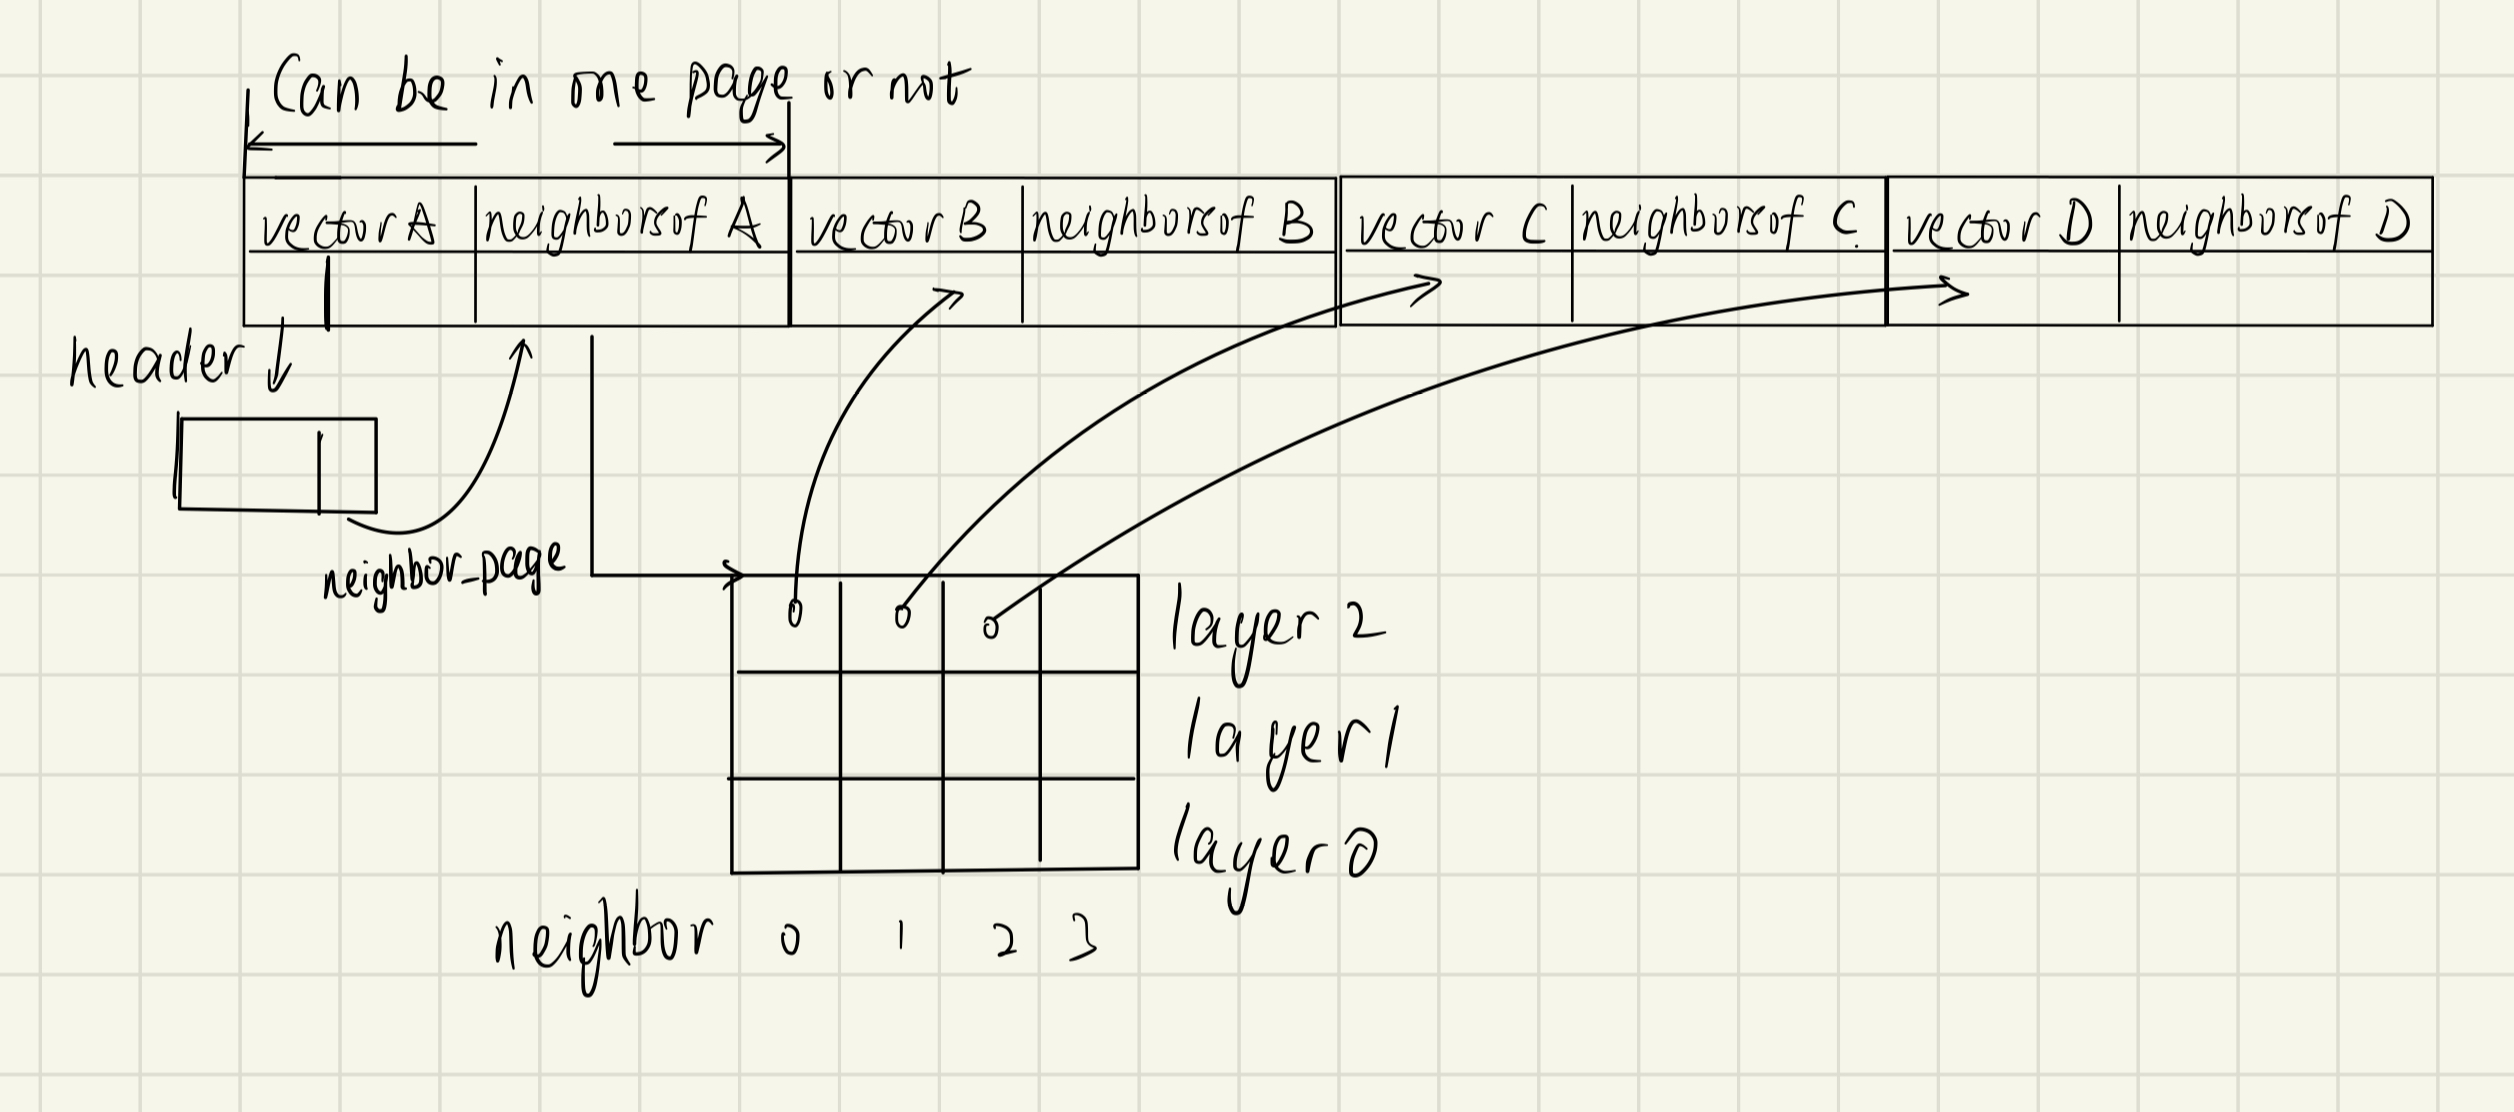 Can be in one page or not
vector A neighbors of A vector B neighbors of B vector C neighbors of C. vector D neighbors of D
header
neighbor_page
layer 2
layer 1
layer 0
neighbor 0 1 2 3